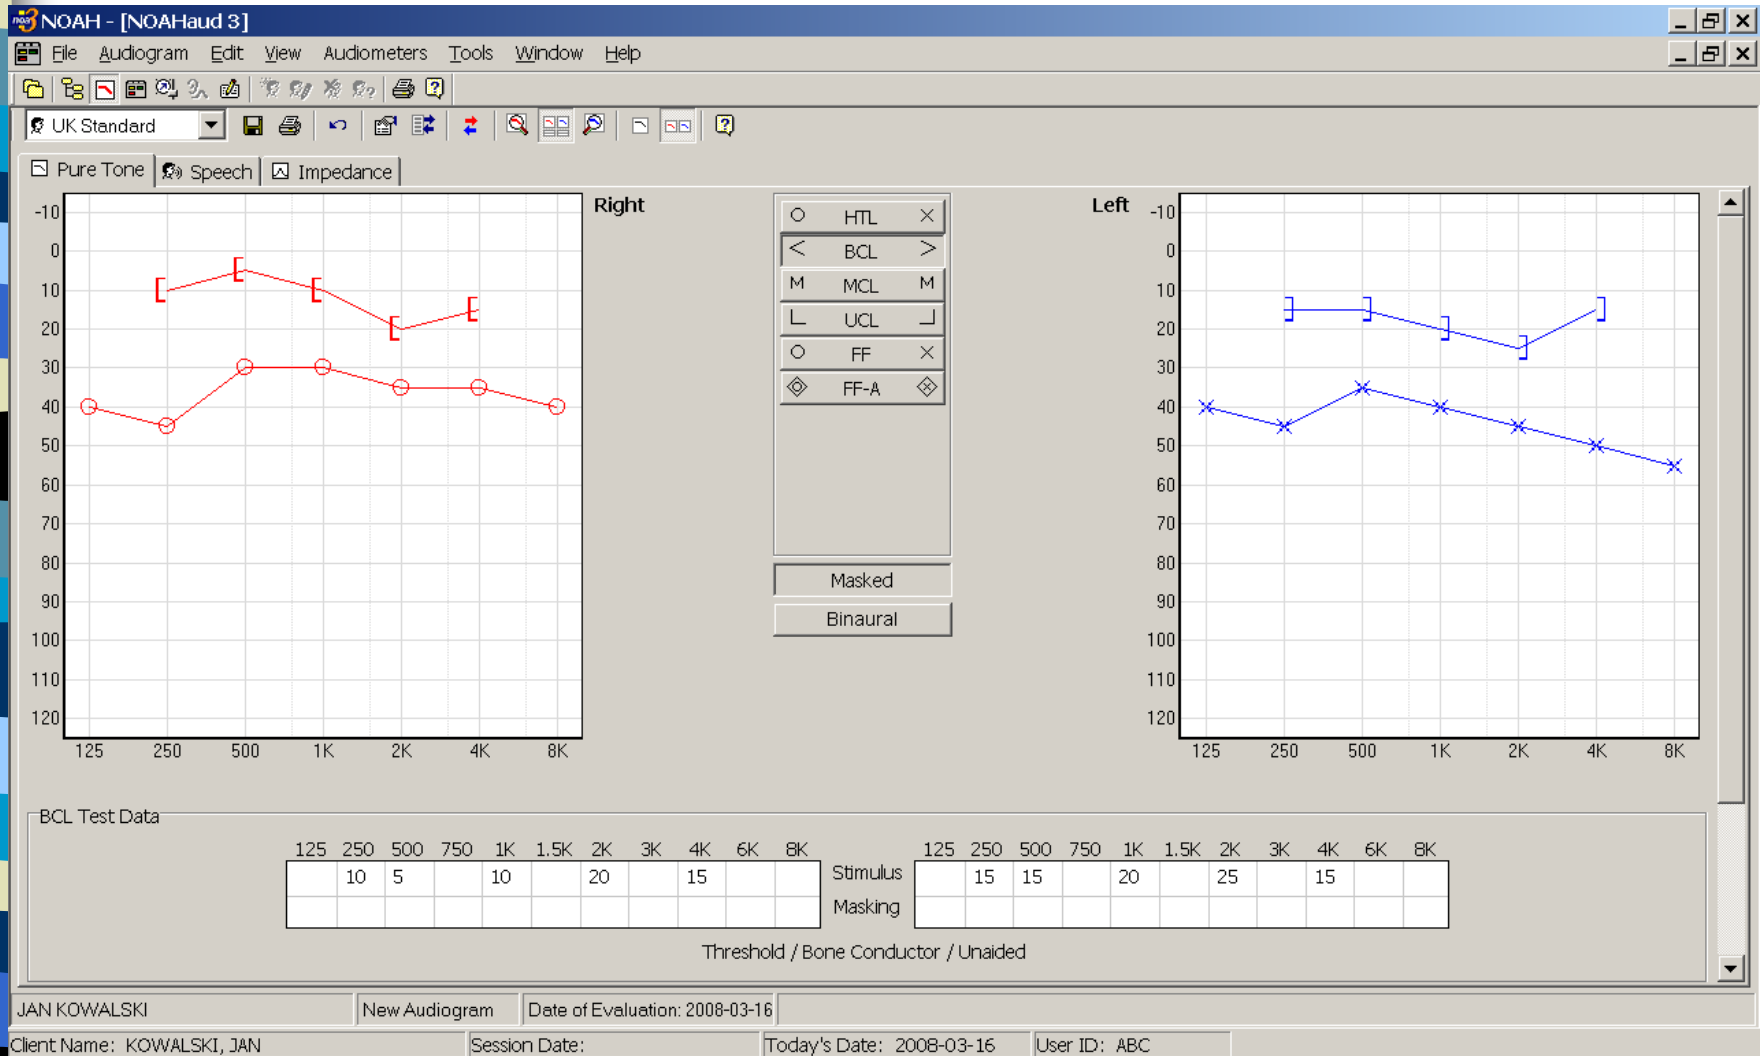 NOAH - [NOAHaud 3]
File Audiogram Edit View Audiometers Tools Window Help
UK Standard
Pure Tone Speech Impedance
Right
Left
-10
0
10
20
30
40
50
60
70
80
90
100
110
120
125 250 500 1K 2K 4K 8K
HTL
BCL
M MCL M
UCL
FF
FF-A
Masked
Binaural
-10
0
10
20
30
40
50
60
70
80
90
100
110
120
125 250 500 1K 2K 4K 8K
BCL Test Data
125 250 500 750 1K 1.5K 2K 3K 4K 6K 8K 125 250 500 750 1K 1.5K 2K 3K 4K 6K 8K
10 5 10 20 15 Stimulus 15 15 20 25 15
Masking
Threshold / Bone Conductor / Unaided
JAN KOWALSKI New Audiogram Date of Evaluation: 2008-03-16
Client Name: KOWALSKI, JAN Session Date: Today's Date: 2008-03-16 User ID: ABC